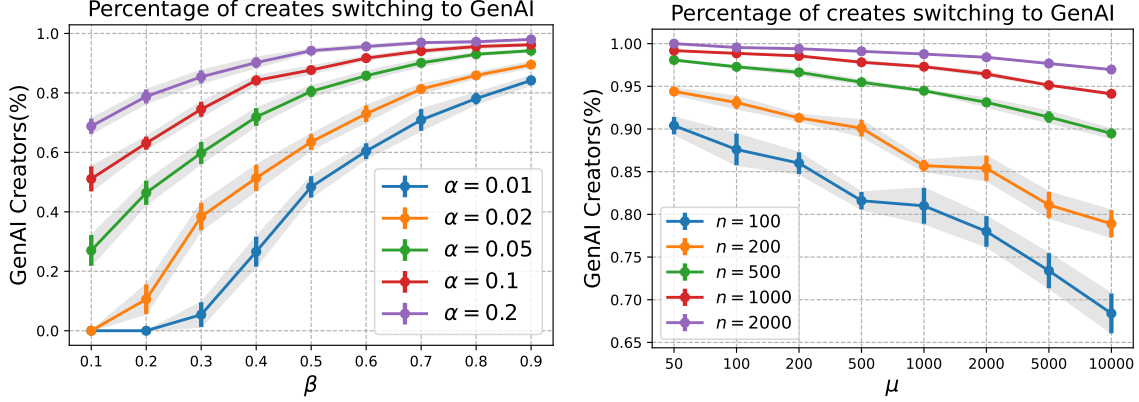 Percentage of creates switching to GenAI
GenAI Creators(%)
1.0
0.8
0.6
0.4
0.2
0.0
α = 0.01
α = 0.02
α = 0.05
α = 0.1
α = 0.2
0.1 0.2 0.3 0.4 0.5 0.6 0.7 0.8 0.9
β
Percentage of creates switching to GenAI
GenAI Creators(%)
1.00
0.95
0.90
0.85
0.80
0.75
0.70
0.65
n = 100
n = 200
n = 500
n = 1000
n = 2000
50 100 200 500 1000 2000 5000 10000
μ